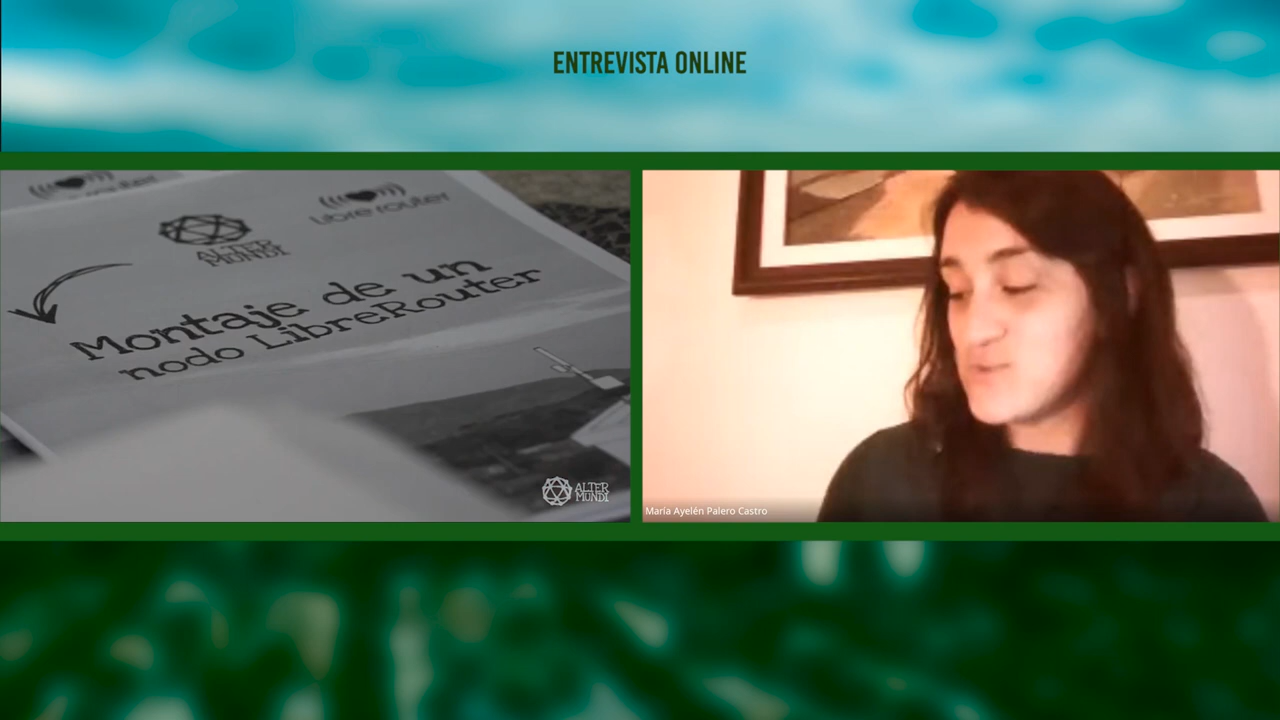 ENTREVISTA ONLINE
Libre router
ALTER
MUNDI
Montaje de un
nodo LibreRouter
ALTER
MUNDI
María Ayelén Palero Castro